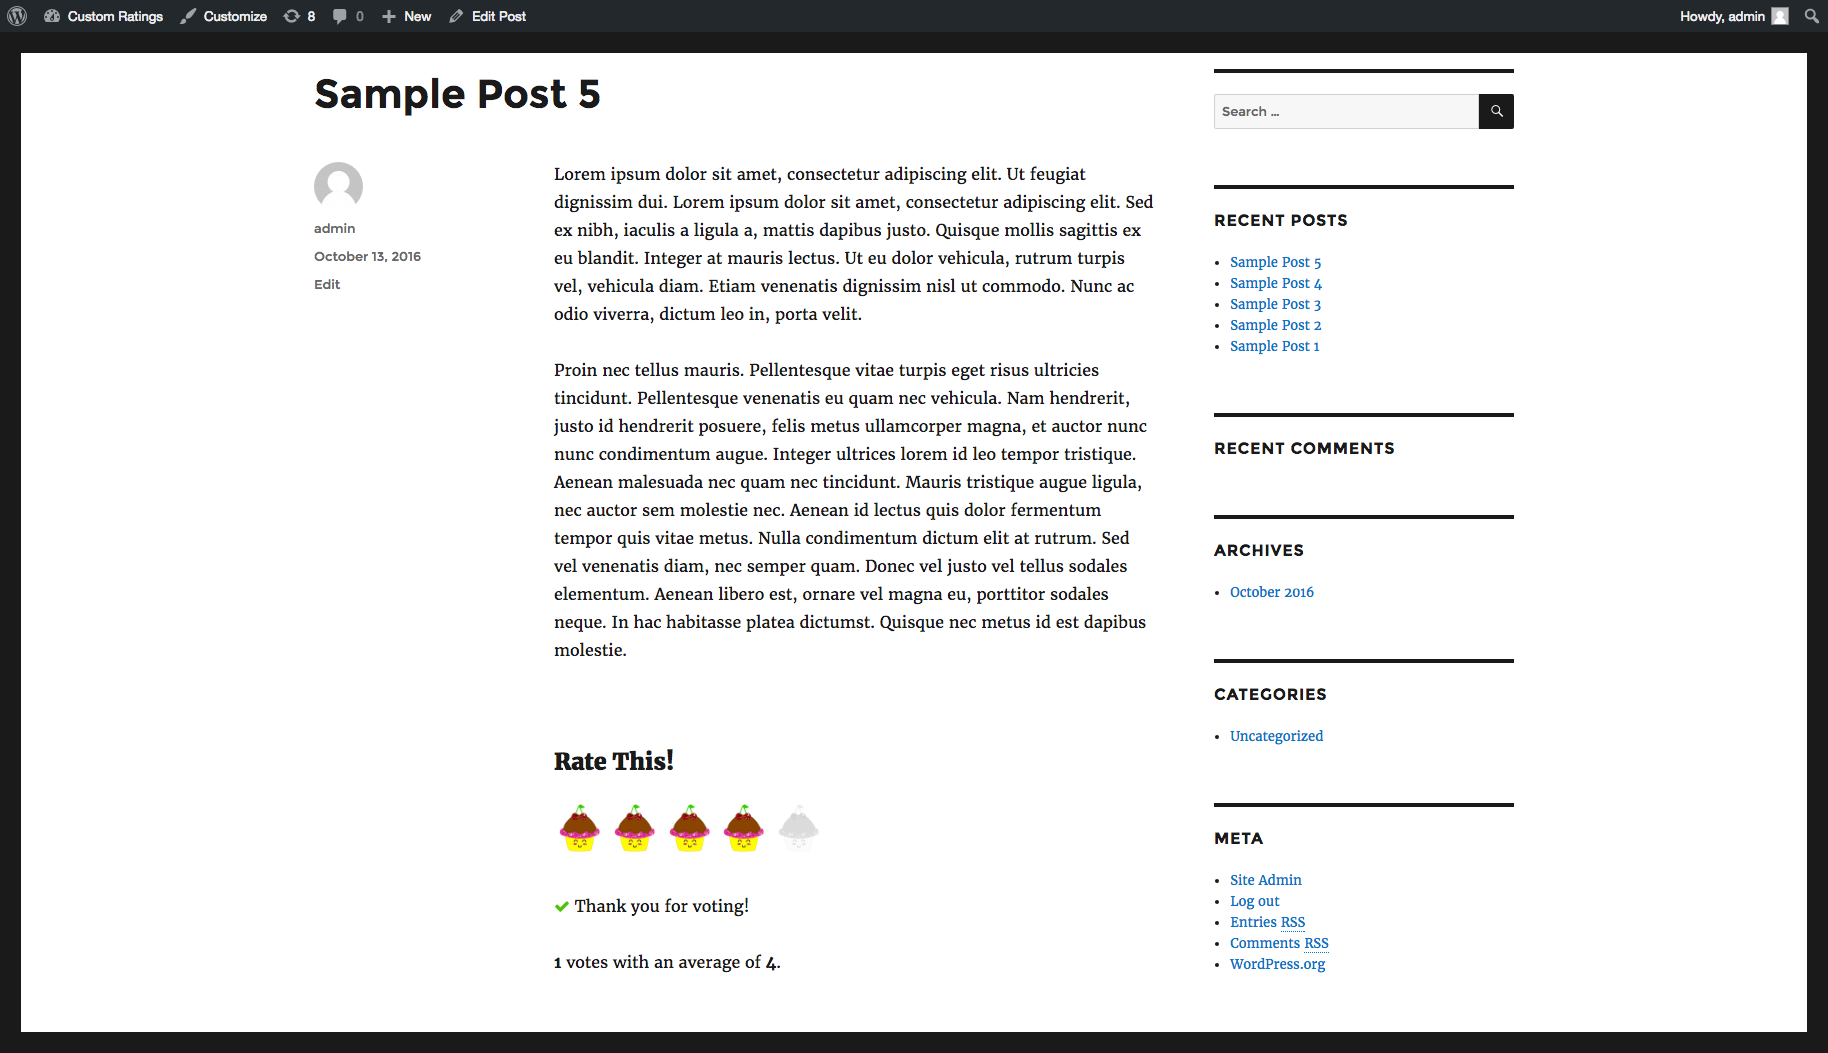 Custom Ratings
Customize
8
0
New
Edit Post
Howdy, admin
Sample Post 5
admin
October 13, 2016
Edit
Lorem ipsum dolor sit amet, consectetur adipiscing elit. Ut feugiat
dignissim dui. Lorem ipsum dolor sit amet, consectetur adipiscing elit. Sed
ex nibh, iaculis a ligula a, mattis dapibus justo. Quisque mollis sagittis ex
eu blandit. Integer at mauris lectus. Ut eu dolor vehicula, rutrum turpis
vel, vehicula diam. Etiam venenatis dignissim nisl ut commodo. Nunc ac
odio viverra, dictum leo in, porta velit.
Proin nec tellus mauris. Pellentesque vitae turpis eget risus ultricies
tincidunt. Pellentesque venenatis eu quam nec vehicula. Nam hendrerit,
justo id hendrerit posuere, felis metus ullamcorper magna, et auctor nunc
nunc condimentum augue. Integer ultrices lorem id leo tempor tristique.
Aenean malesuada nec quam nec tincidunt. Mauris tristique augue ligula,
nec auctor sem molestie nec. Aenean id lectus quis dolor fermentum
tempor quis vitae metus. Nulla condimentum dictum elit at rutrum. Sed
vel venenatis diam, nec semper quam. Donec vel justo vel tellus sodales
elementum. Aenean libero est, ornare vel magna eu, porttitor sodales
neque. In hac habitasse platea dictumst. Quisque nec metus id est dapibus
molestie.
Rate This!
Thank you for voting!
1 votes with an average of 4.
Search …
RECENT POSTS
Sample Post 5
Sample Post 4
Sample Post 3
Sample Post 2
Sample Post 1
RECENT COMMENTS
ARCHIVES
October 2016
CATEGORIES
Uncategorized
META
Site Admin
Log out
Entries RSS
Comments RSS
WordPress.org